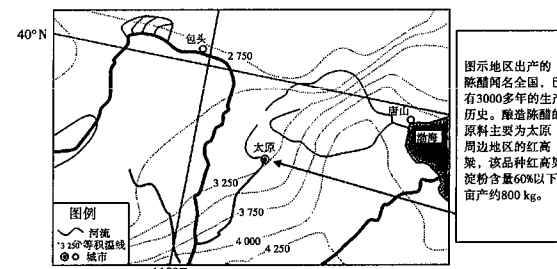 40°N
包头
2 750
唐山
渤海
太原
3 250
3 750
4 000
4 250
图例
河流
3 250 等积温线
城市
图示地区出产的
陈醋闻名全国，已
有3000多年的生产
历史。酿造陈醋的
原料主要为太原
周边地区的红高
粱，该品种红高粱
淀粉含量60%以下，
亩产约800 kg。